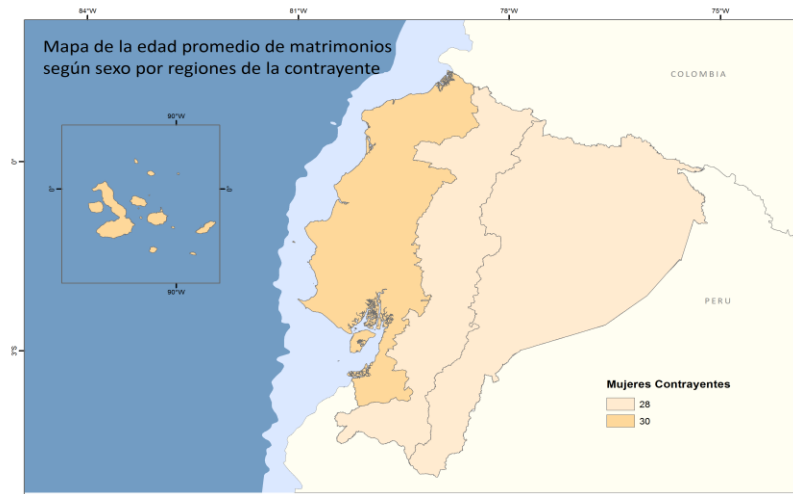 84°W
81°W
78°W
75°W
Mapa de la edad promedio de matrimonios
según sexo por regiones de la contrayente
COLOMBIA
90°W
0°
0°
0°
90°W
PERU
3°S
Mujeres Contrayentes
28
30